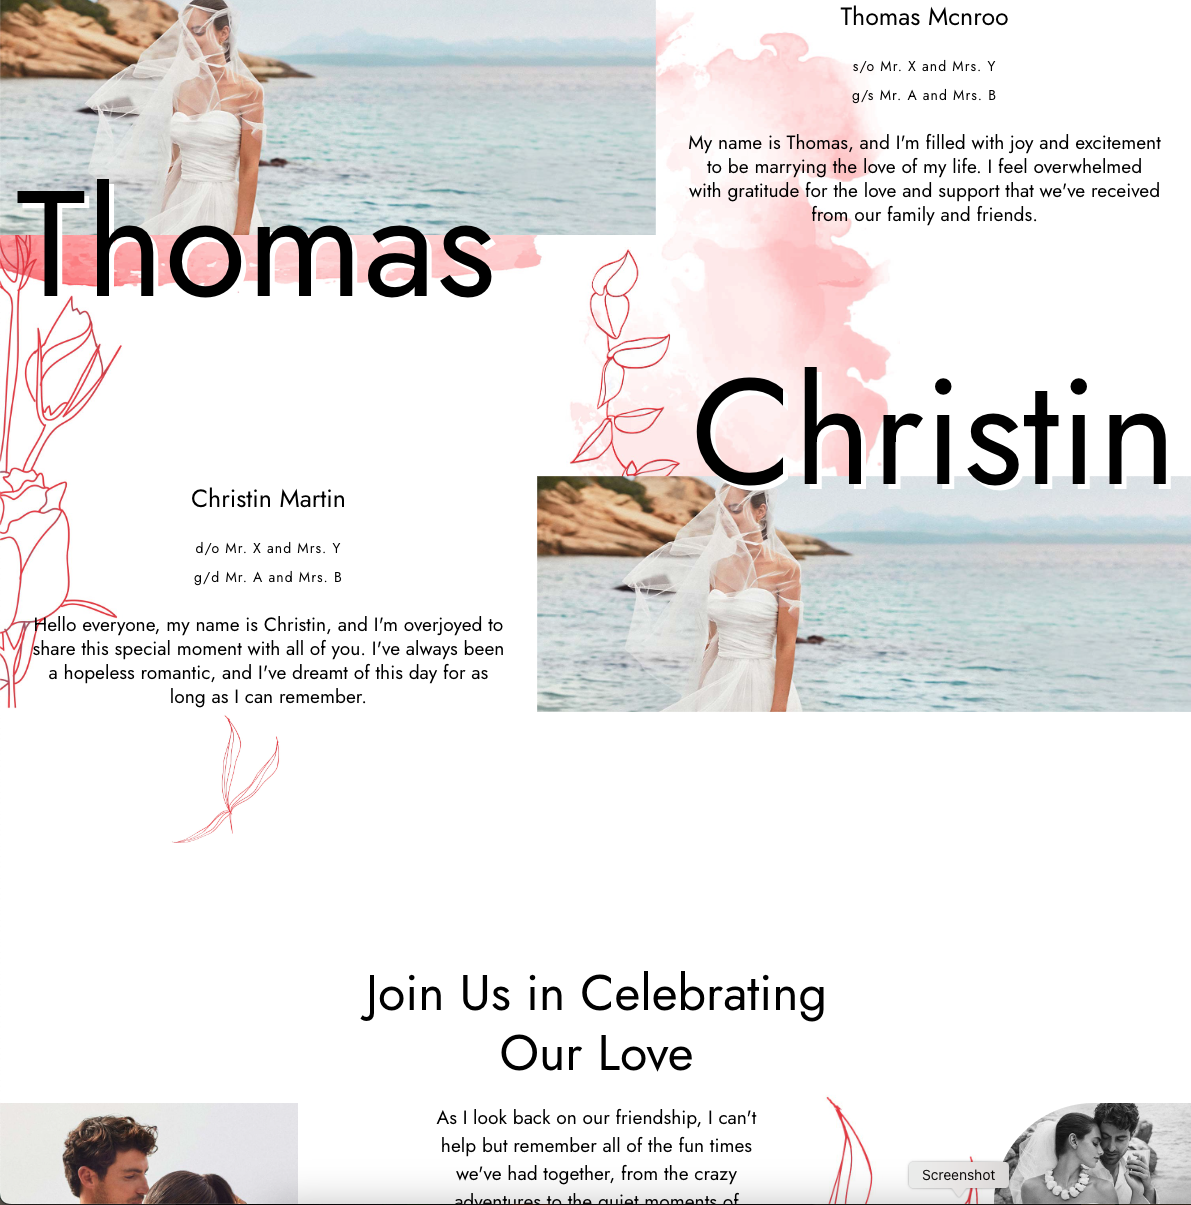 Thomas Mcnroo
s/o Mr. X and Mrs. Y
g/s Mr. A and Mrs. B
My name is Thomas, and I'm filled with joy and excitement
to be marrying the love of my life. I feel overwhelmed
with gratitude for the love and support that we've received
from our family and friends.
Thomas
Christin
Christin Martin
d/o Mr. X and Mrs. Y
g/d Mr. A and Mrs. B
Hello everyone, my name is Christin, and I'm overjoyed to
share this special moment with all of you. I've always been
a hopeless romantic, and I've dreamt of this day for as
long as I can remember.
Join Us in Celebrating
Our Love
As I look back on our friendship, I can't
help but remember all of the fun times
we've had together, from the crazy
adventures to the quiet moments of
Screenshot